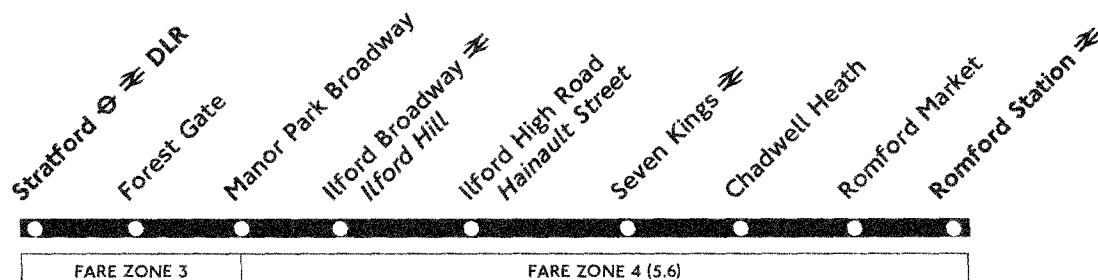 Stratford DLR
Forest Gate
Manor Park Broadway
Ilford Broadway
Ilford Hill
Ilford High Road
Hainault Street
Seven Kings
Chadwell Heath
Romford Market
Romford Station
FARE ZONE 3
FARE ZONE 4 (5.6)